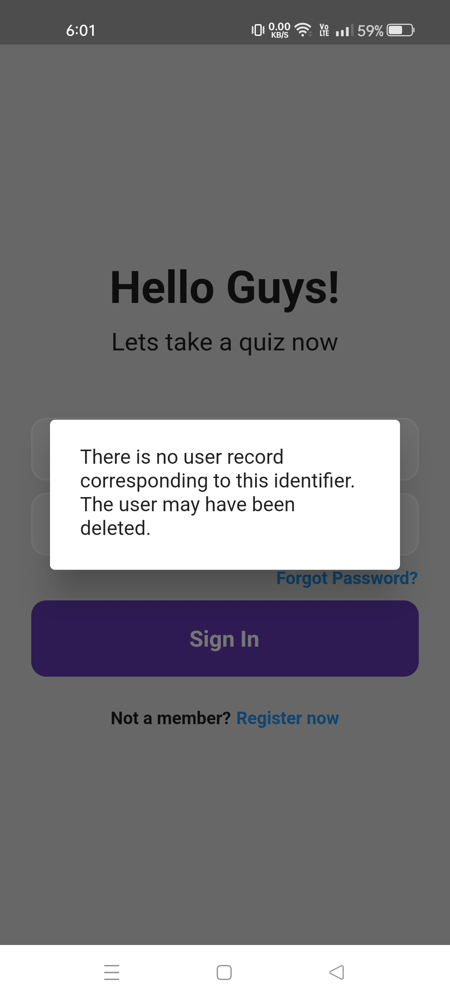 6:01
0.00
KB/S
Vo
LTE
59%
Hello Guys!
Lets take a quiz now
There is no user record
corresponding to this identifier.
The user may have been
deleted.
Forgot Password?
Sign In
Not a member? Register now